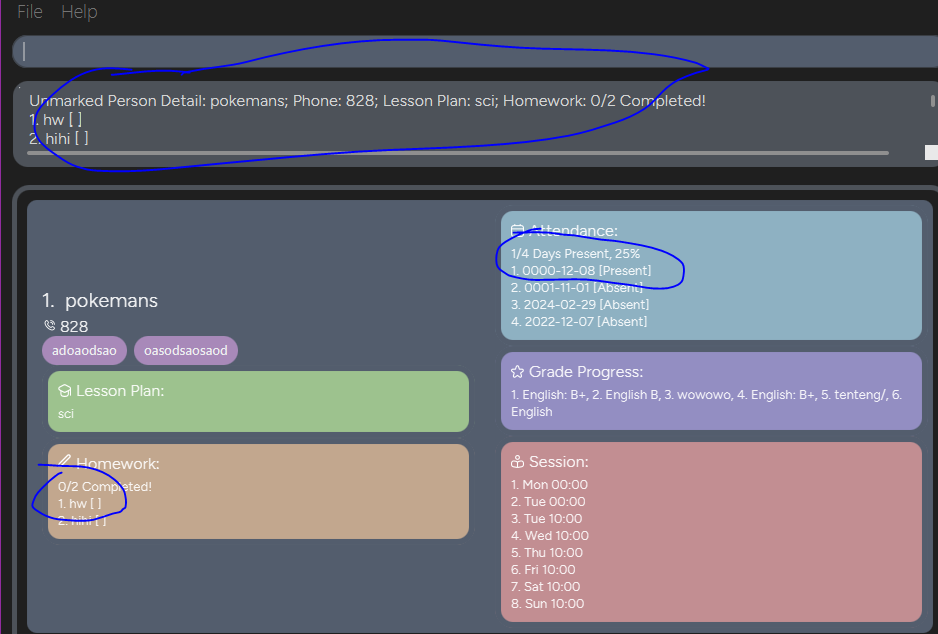 File Help
Unmarked Person Detail: pokemans; Phone: 828; Lesson Plan: sci; Homework: 0/2 Completed!
1. hw [ ]
2. hihi [ ]
1. pokemans
828
adoaodsao oasodsaosaod
Lesson Plan:
sci
Homework:
0/2 Completed!
1. hw [ ]
2. hihi [ ]
Attendance:
1/4 Days Present, 25%
1. 0000-12-08 [Present]
2. 0001-11-01 [Absent]
3. 2024-02-29 [Absent]
4. 2022-12-07 [Absent]
Grade Progress:
1. English: B+, 2. English B, 3. wowowo, 4. English: B+, 5. tenteng/, 6.
English
Session:
1. Mon 00:00
2. Tue 00:00
3. Tue 10:00
4. Wed 10:00
5. Thu 10:00
6. Fri 10:00
7. Sat 10:00
8. Sun 10:00